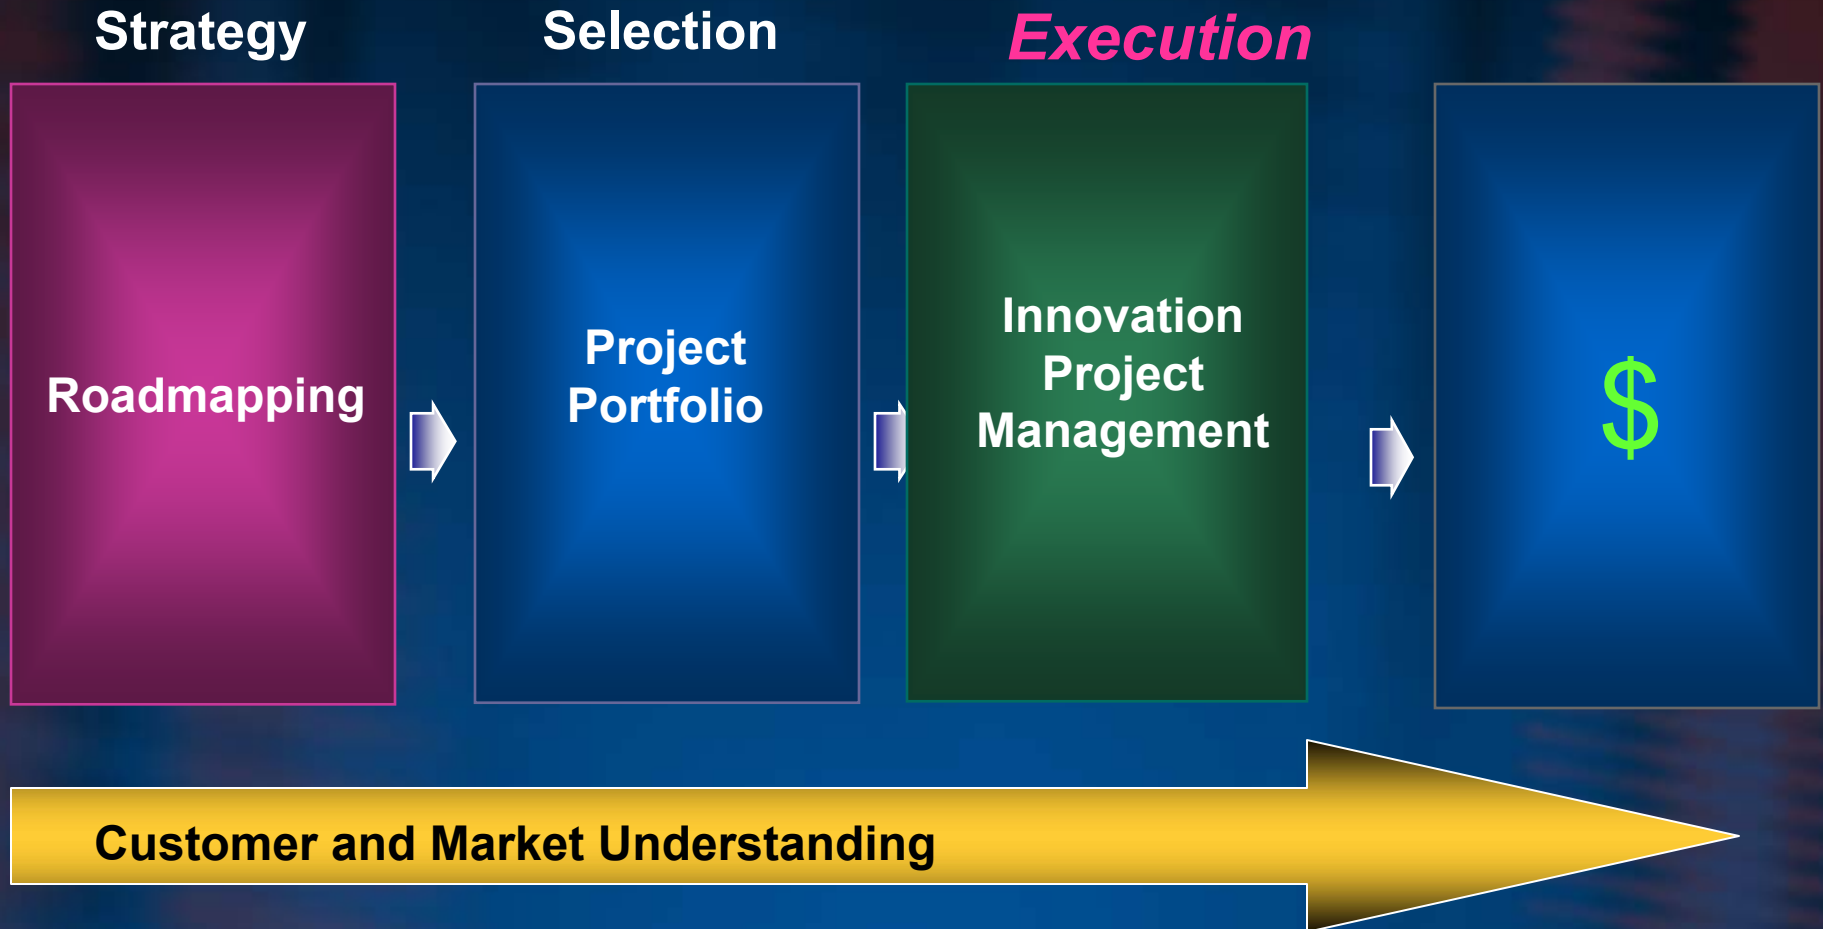 Strategy
Selection
Execution
Roadmapping
Project
Portfolio
Innovation
Project
Management
$
Customer and Market Understanding